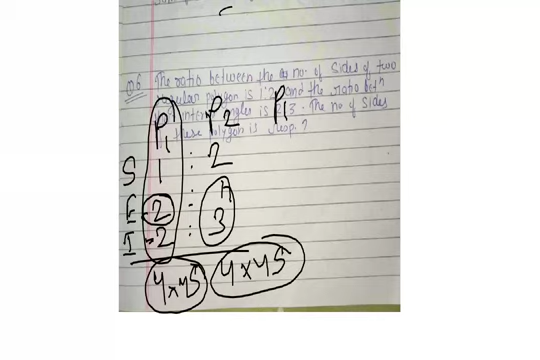 Q.6 The ratio between the no. of sides of two
regular polygon is 1:2 and the ratio b/w
interior angles is 2:3. The no of sides
these polygon is resp. ?
P1 P2 P1
S 1 : 2
E 2 : 1
I 2 : 3
4×45 4×45